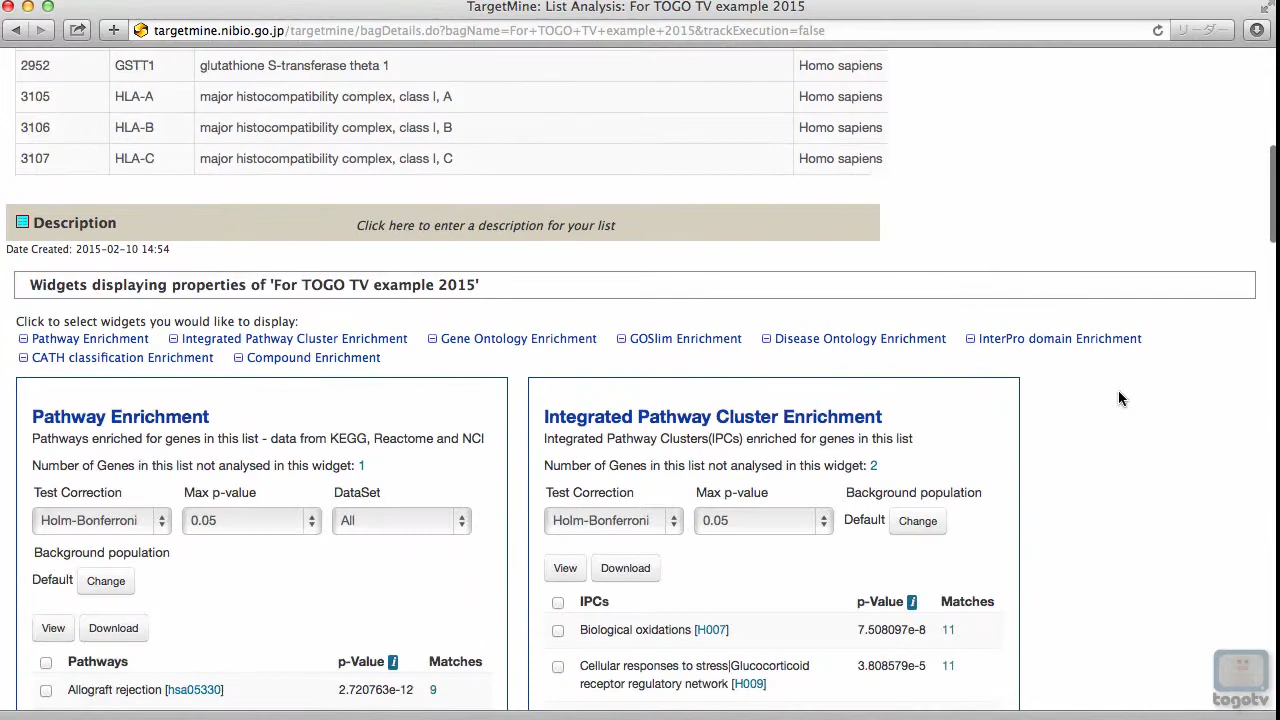 TargetMine: List Analysis: For TOGO TV example 2015
targetmine.nibio.go.jp/targetmine/bagDetails.do?bagName=For+TOGO+TV+example+2015&trackExecution=false リーダー
2952 GSTT1 glutathione S-transferase theta 1 Homo sapiens
3105 HLA-A major histocompatibility complex, class I, A Homo sapiens
3106 HLA-B major histocompatibility complex, class I, B Homo sapiens
3107 HLA-C major histocompatibility complex, class I, C Homo sapiens
Description Click here to enter a description for your list
Date Created: 2015-02-10 14:54
Widgets displaying properties of 'For TOGO TV example 2015'
Click to select widgets you would like to display:
Pathway Enrichment Integrated Pathway Cluster Enrichment Gene Ontology Enrichment GOSlim Enrichment Disease Ontology Enrichment InterPro domain Enrichment
CATH classification Enrichment Compound Enrichment
Pathway Enrichment
Pathways enriched for genes in this list - data from KEGG, Reactome and NCI
Number of Genes in this list not analysed in this widget: 1
Test Correction Max p-value DataSet
Holm-Bonferroni 0.05 All
Background population
Default Change
View Download
Pathways p-Value i Matches
Allograft rejection [hsa05330] 2.720763e-12 9
Integrated Pathway Cluster Enrichment
Integrated Pathway Clusters(IPCs) enriched for genes in this list
Number of Genes in this list not analysed in this widget: 2
Test Correction Max p-value Background population
Holm-Bonferroni 0.05 Default Change
View Download
IPCs p-Value i Matches
Biological oxidations [H007] 7.508097e-8 11
Cellular responses to stress|Glucocorticoid 3.808579e-5 11
receptor regulatory network [H009]
togotv